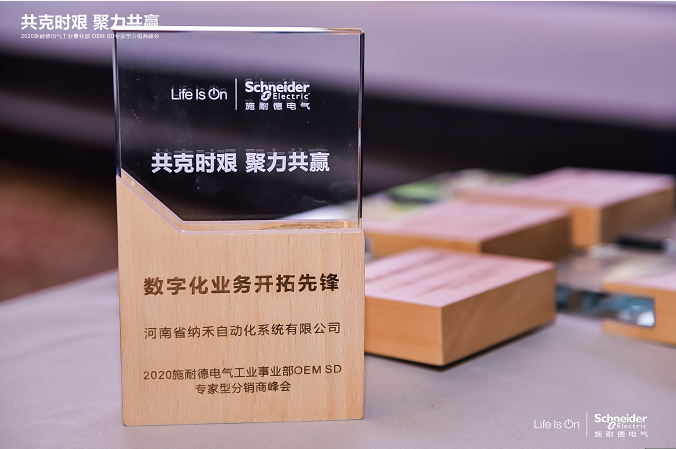 共克时艰 聚力共赢
2020施耐德电气工业事业部 OEM SD专家型分销商峰会
Life Is On | Schneider
Electric
施耐德电气
共克时艰 聚力共赢
数字化业务开拓先锋
河南省纳禾自动化系统有限公司
2020施耐德电气工业事业部OEM SD
专家型分销商峰会
Life Is On | Schneider
Electric
施耐德电气